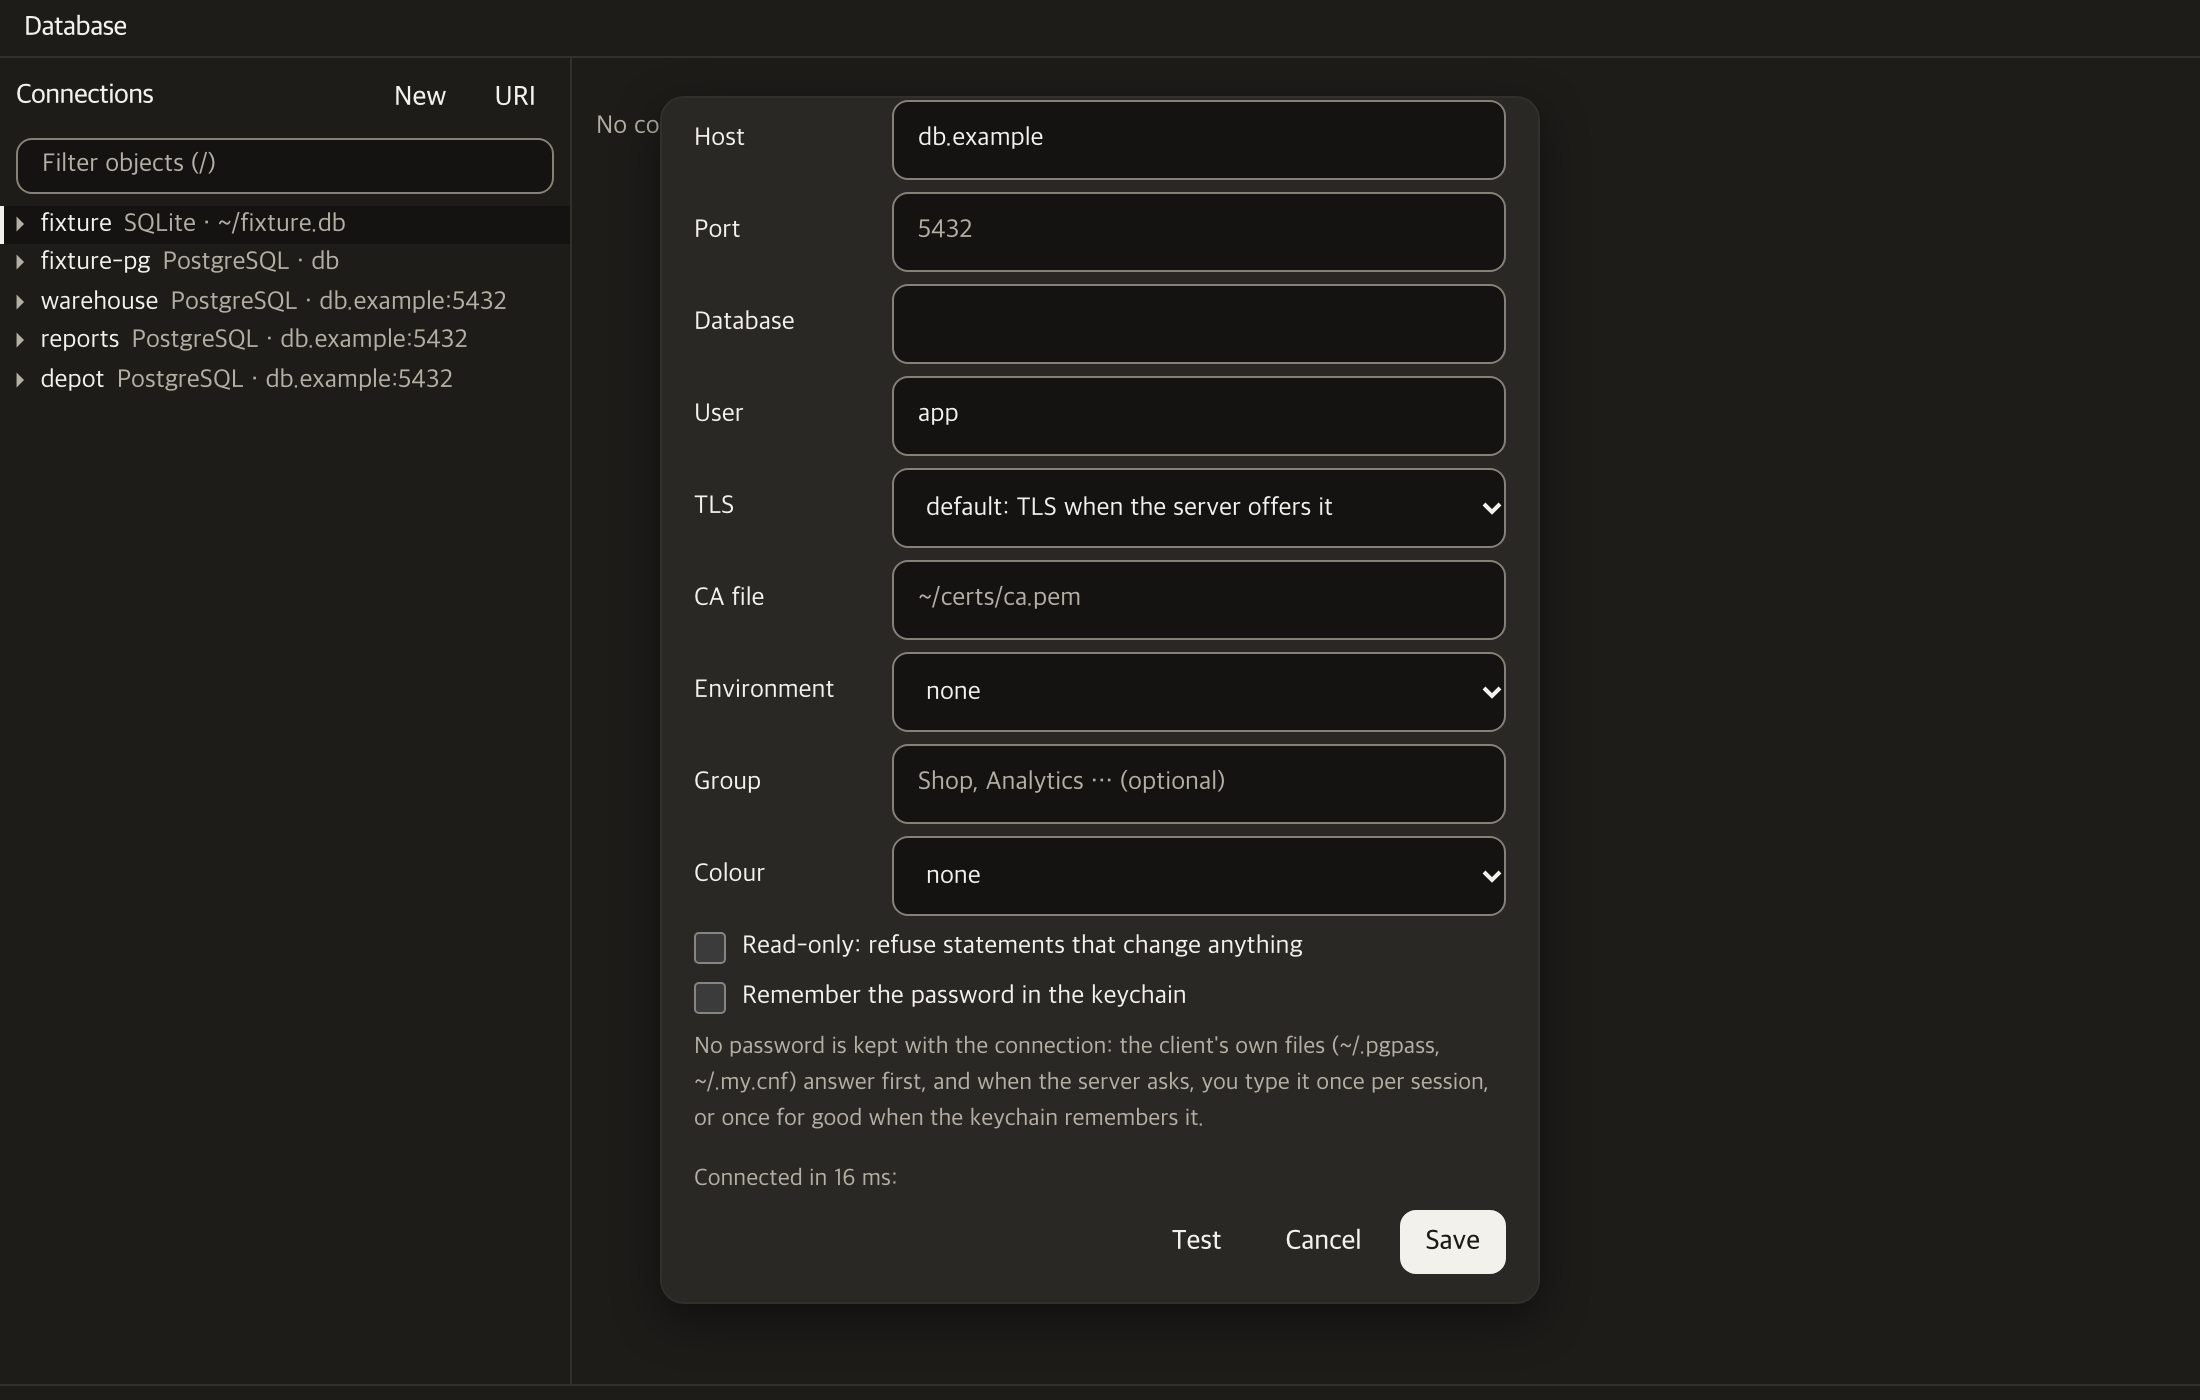 Database
Connections New URI
Filter objects (/)
fixture SQLite · ~/fixture.db
fixture-pg PostgreSQL · db
warehouse PostgreSQL · db.example:5432
reports PostgreSQL · db.example:5432
depot PostgreSQL · db.example:5432
No co
Host db.example
Port 5432
Database
User app
TLS default: TLS when the server offers it
CA file ~/certs/ca.pem
Environment none
Group Shop, Analytics ··· (optional)
Colour none
Read-only: refuse statements that change anything
Remember the password in the keychain
No password is kept with the connection: the client's own files (~/.pgpass,
~/.my.cnf) answer first, and when the server asks, you type it once per session,
or once for good when the keychain remembers it.
Connected in 16 ms:
Test Cancel Save